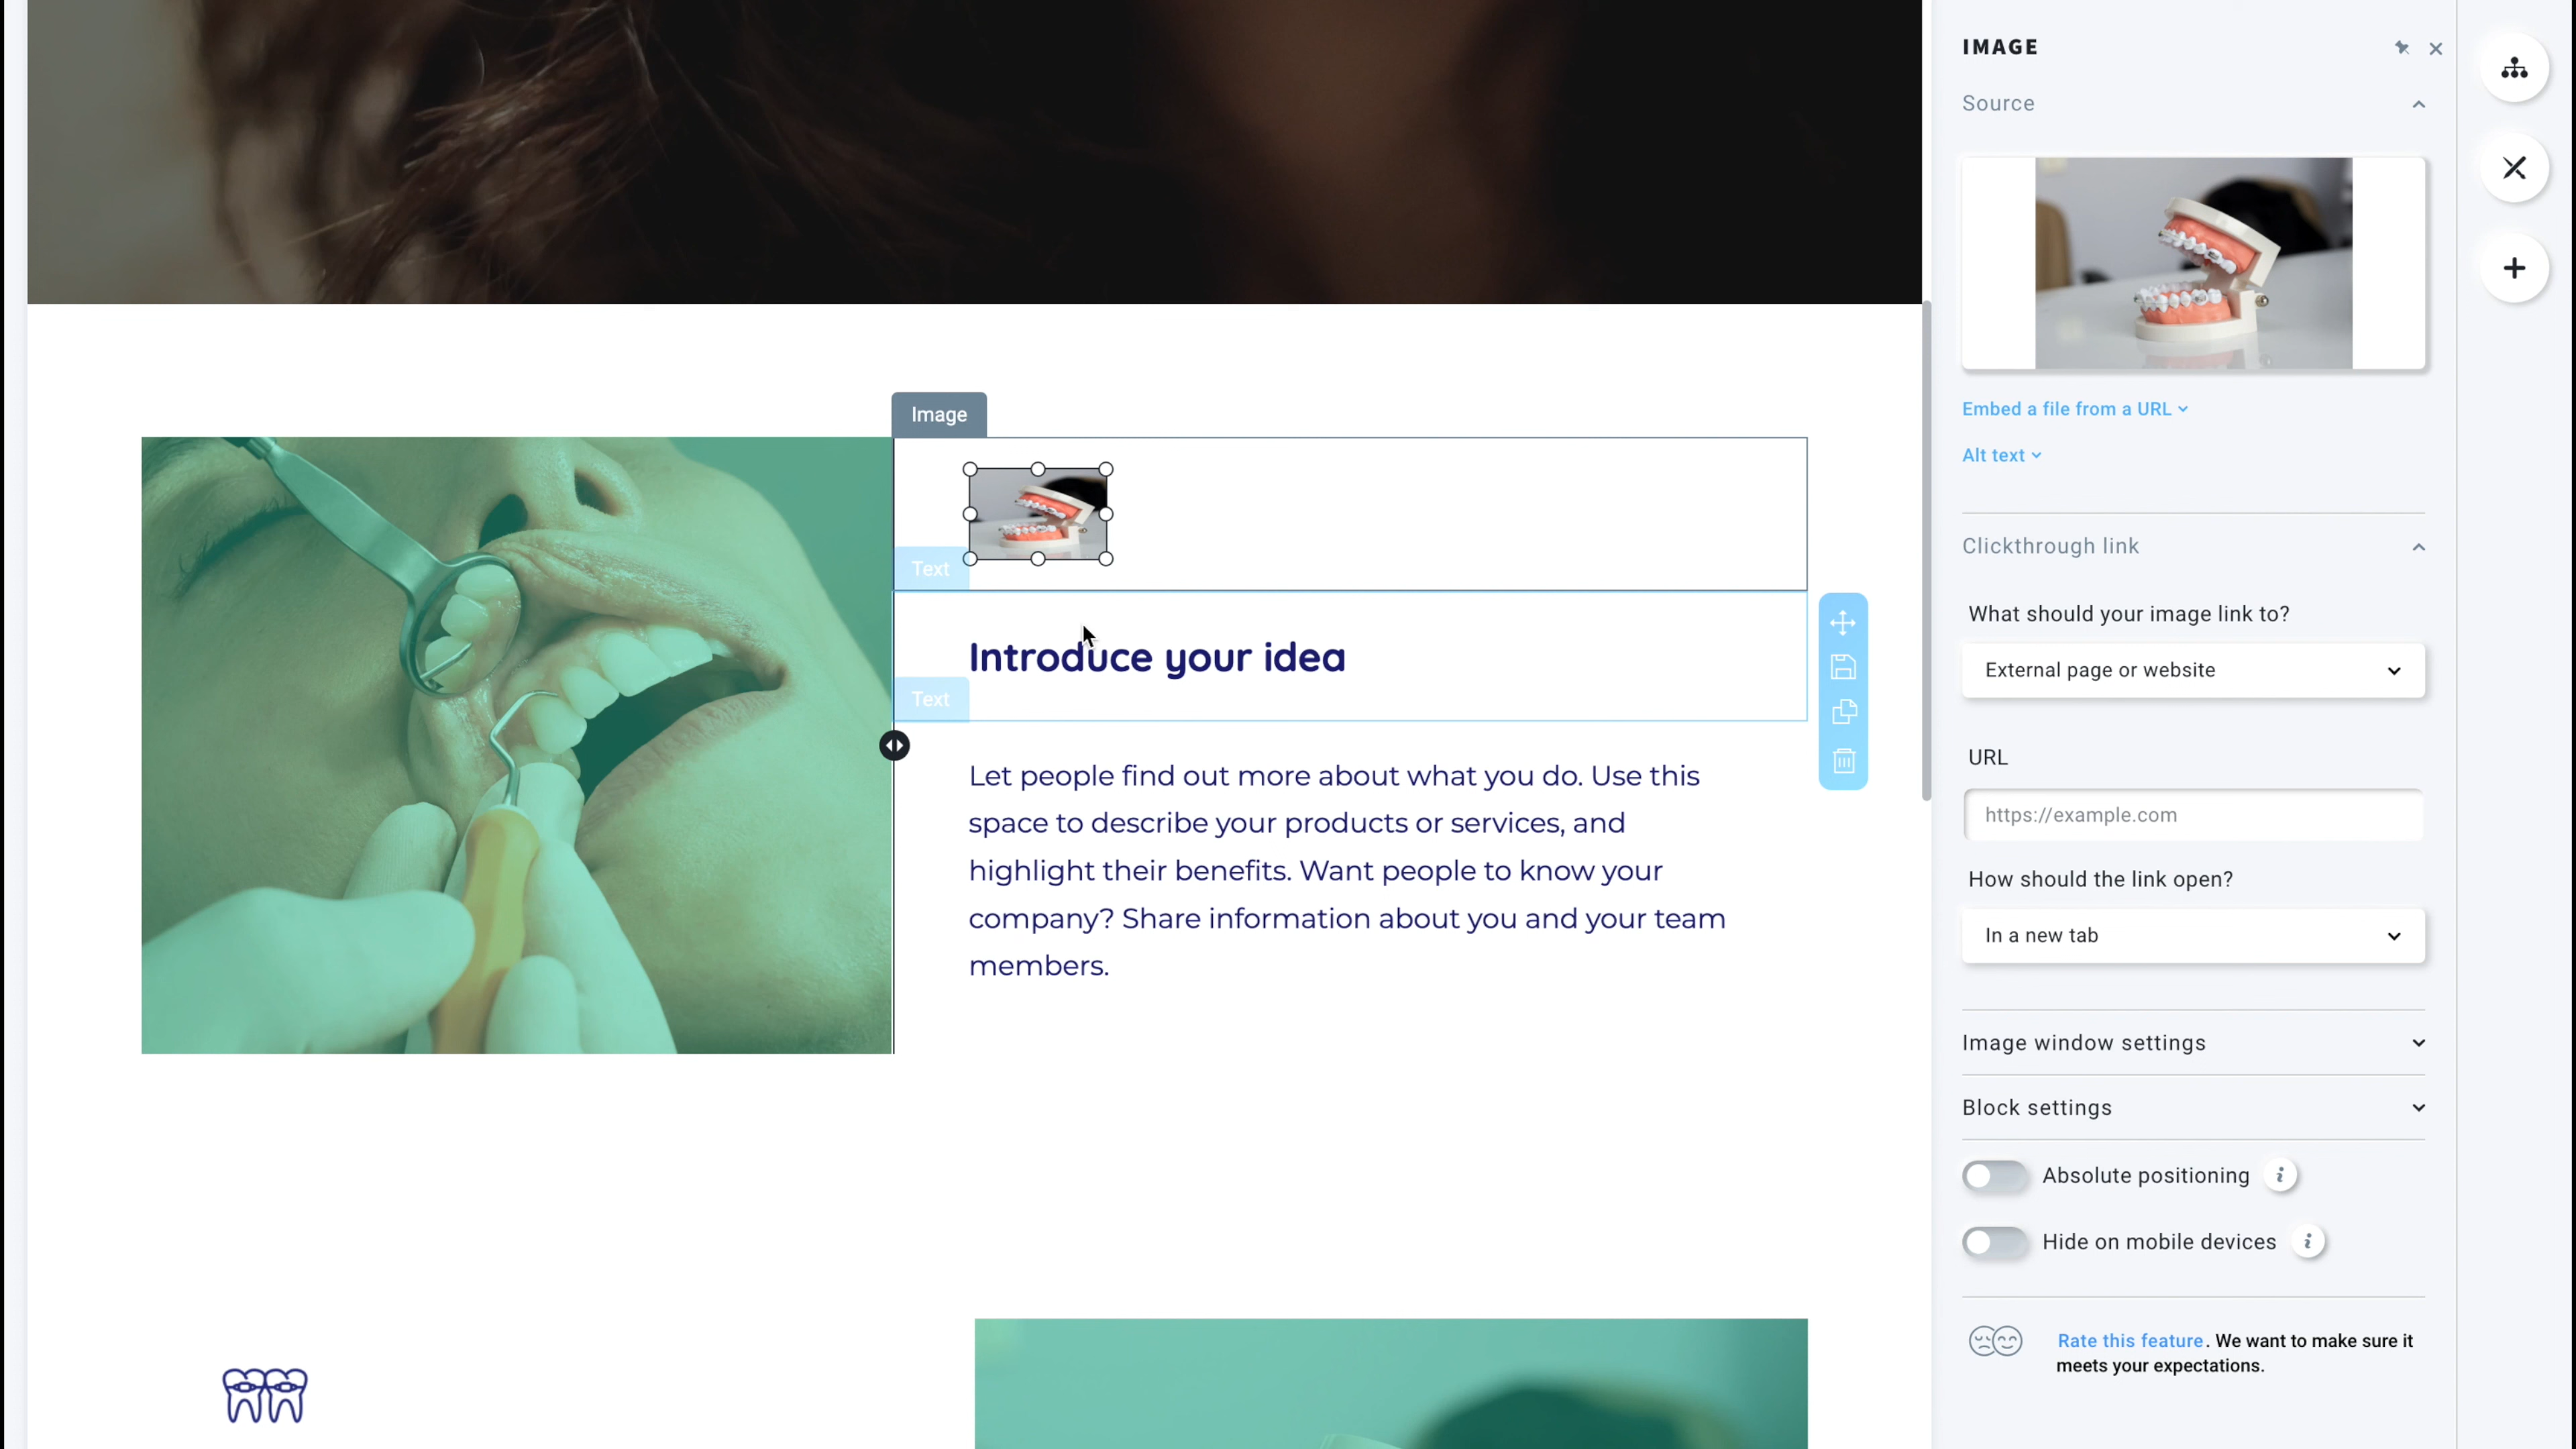 Image
Text
Introduce your idea
Text
Let people find out more about what you do. Use this
space to describe your products or services, and
highlight their benefits. Want people to know your
company? Share information about you and your team
members.
IMAGE
Source
Embed a file from a URL
Alt text
Clickthrough link
What should your image link to?
External page or website
URL
https://example.com
How should the link open?
In a new tab
Image window settings
Block settings
Absolute positioning
i
Hide on mobile devices
i
Rate this feature. We want to make sure it
meets your expectations.